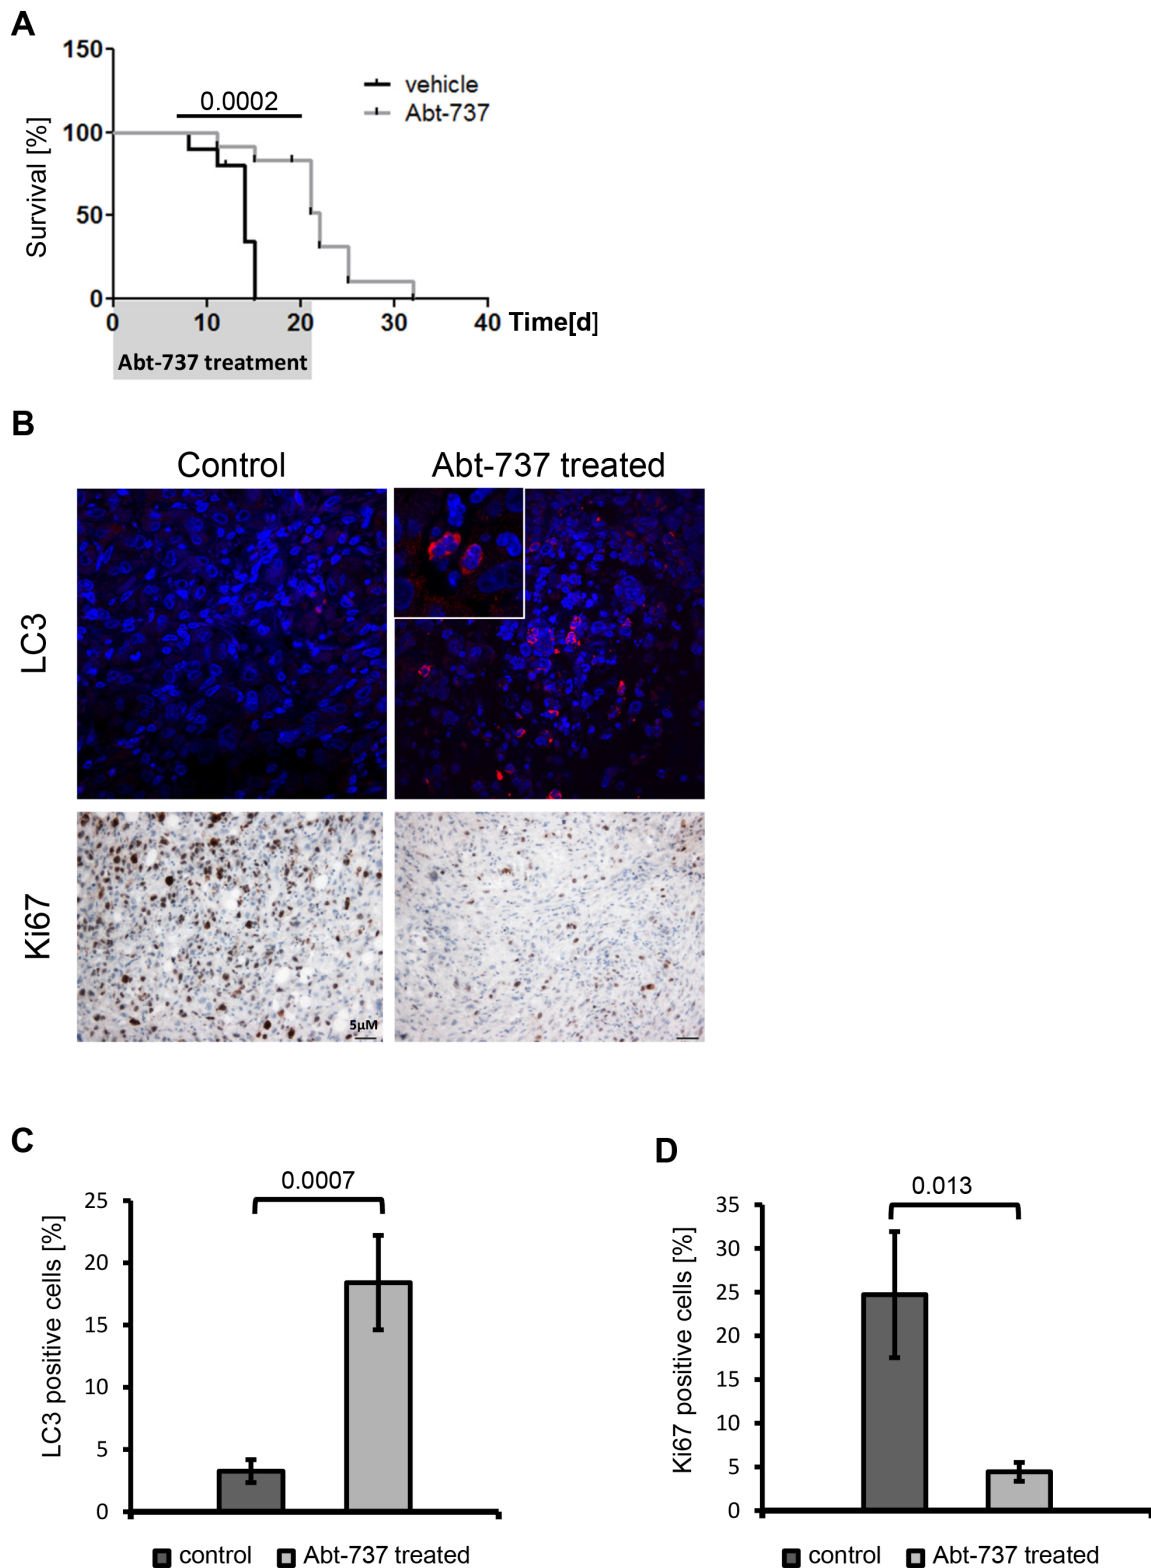 A
150
100
50
0
Survival [%]
0.0002
vehicle
Abt-737
0 10 20 30 40 Time[d]
Abt-737 treatment
B
Control Abt-737 treated
LC3
Ki67
5µM
C
0.0007
25
20
15
10
5
0
LC3 positive cells [%]
control Abt-737 treated
D
0.013
35
30
25
20
15
10
5
0
Ki67 positive cells [%]
control Abt-737 treated